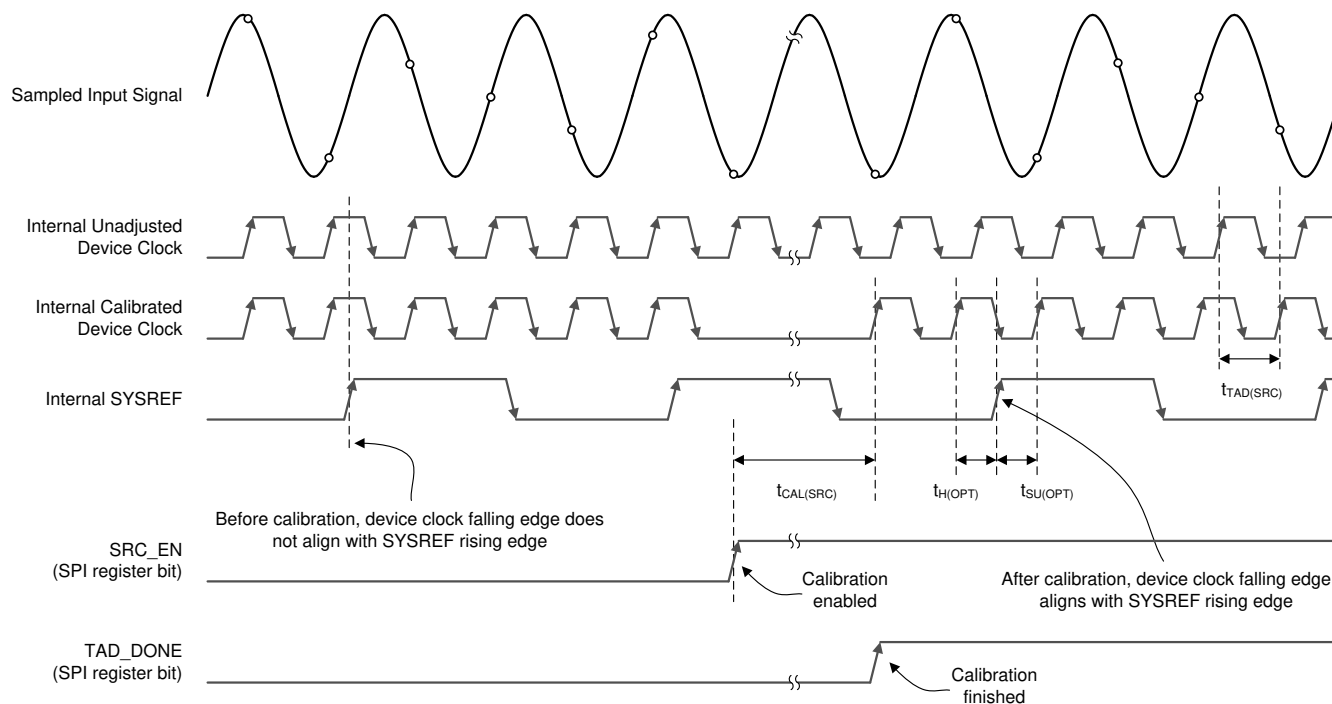 Sampled Input Signal
Internal Unadjusted
Device Clock
Internal Calibrated
Device Clock
Internal SYSREF
tTAD(SRC)
tCAL(SRC)
tH(OPT)
tSU(OPT)
Before calibration, device clock falling edge does
not align with SYSREF rising edge
SRC_EN
(SPI register bit)
Calibration
enabled
After calibration, device clock falling edge
aligns with SYSREF rising edge
TAD_DONE
(SPI register bit)
Calibration
finished